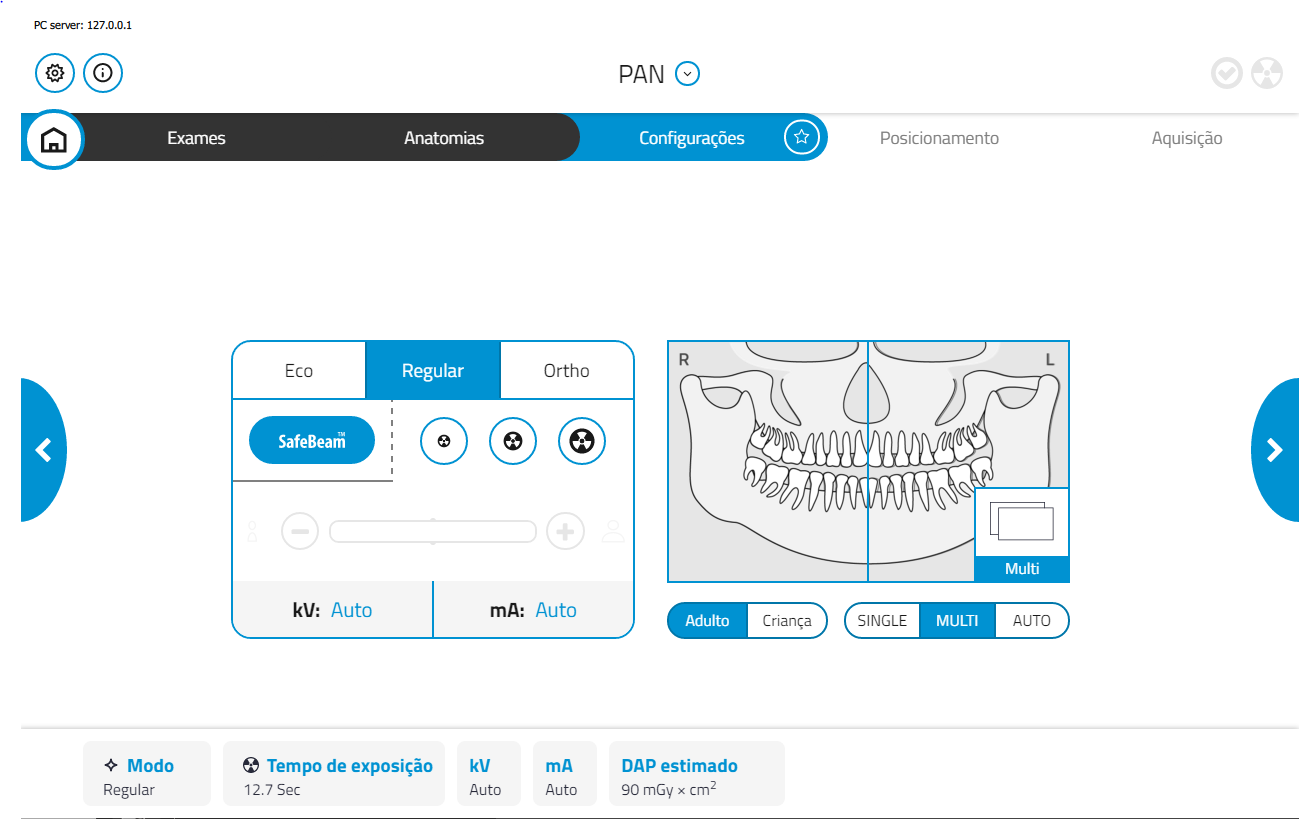 PC server: 127.0.0.1
PAN
Exames Anatomias Configurações Posicionamento Aquisição
Eco Regular Ortho
SafeBeam™
kV: Auto mA: Auto
R L
Multi
Adulto Criança SINGLE MULTI AUTO
Modo Tempo de exposição kV mA DAP estimado
Regular 12.7 Sec Auto Auto 90 mGy × cm²